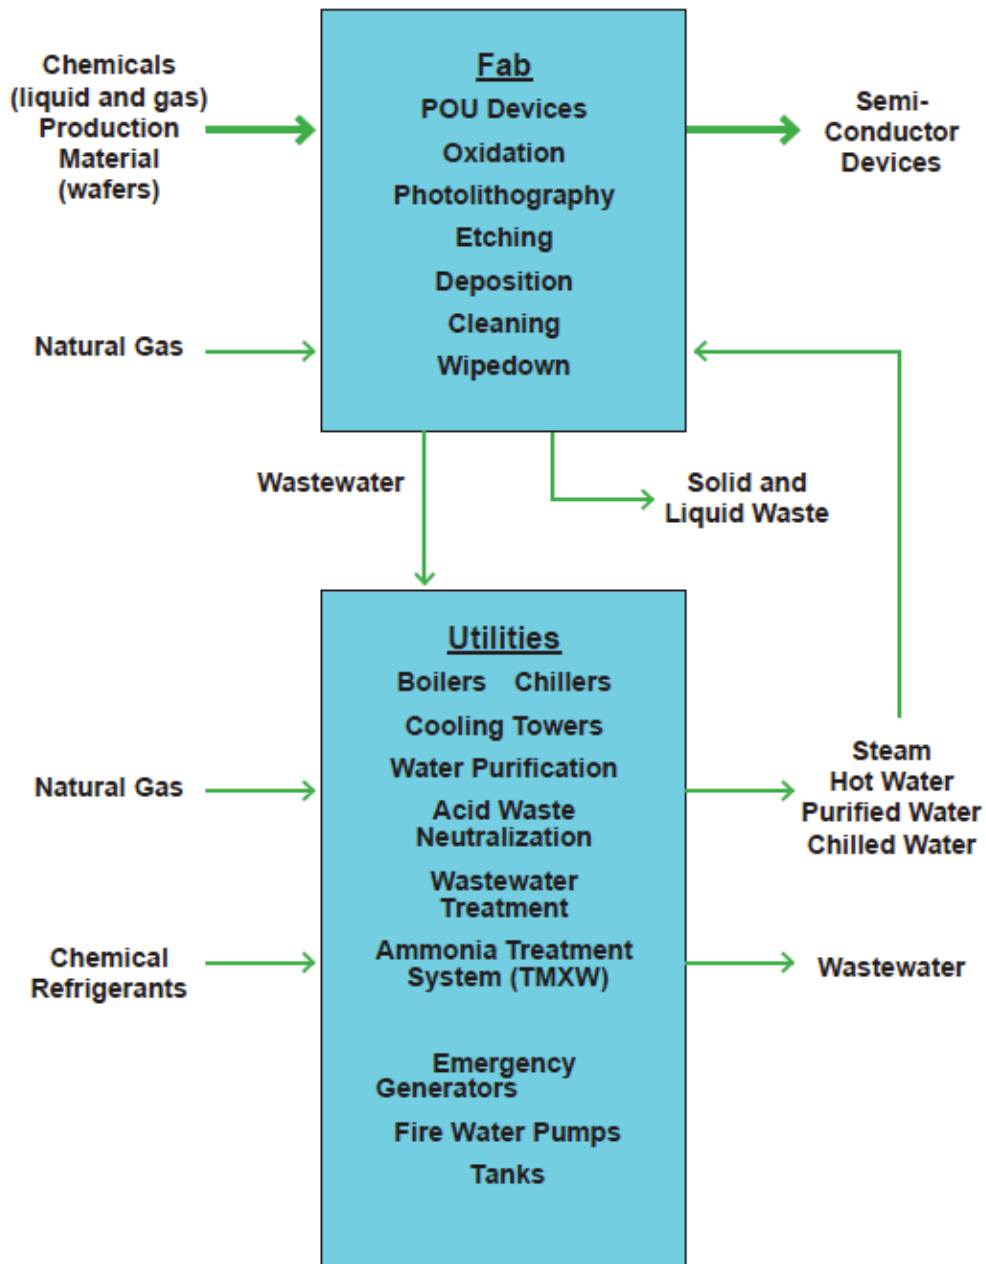 Chemicals
(liquid and gas)
Production
Material
(wafers)
Fab
POU Devices
Oxidation
Photolithography
Etching
Deposition
Cleaning
Wipedown
Semi-
Conductor
Devices
Natural Gas
Wastewater
Solid and
Liquid Waste
Utilities
Boilers Chillers
Cooling Towers
Water Purification
Acid Waste
Neutralization
Wastewater
Treatment
Ammonia Treatment
System (TMXW)
Emergency
Generators
Fire Water Pumps
Tanks
Natural Gas
Chemical
Refrigerants
Steam
Hot Water
Purified Water
Chilled Water
Wastewater